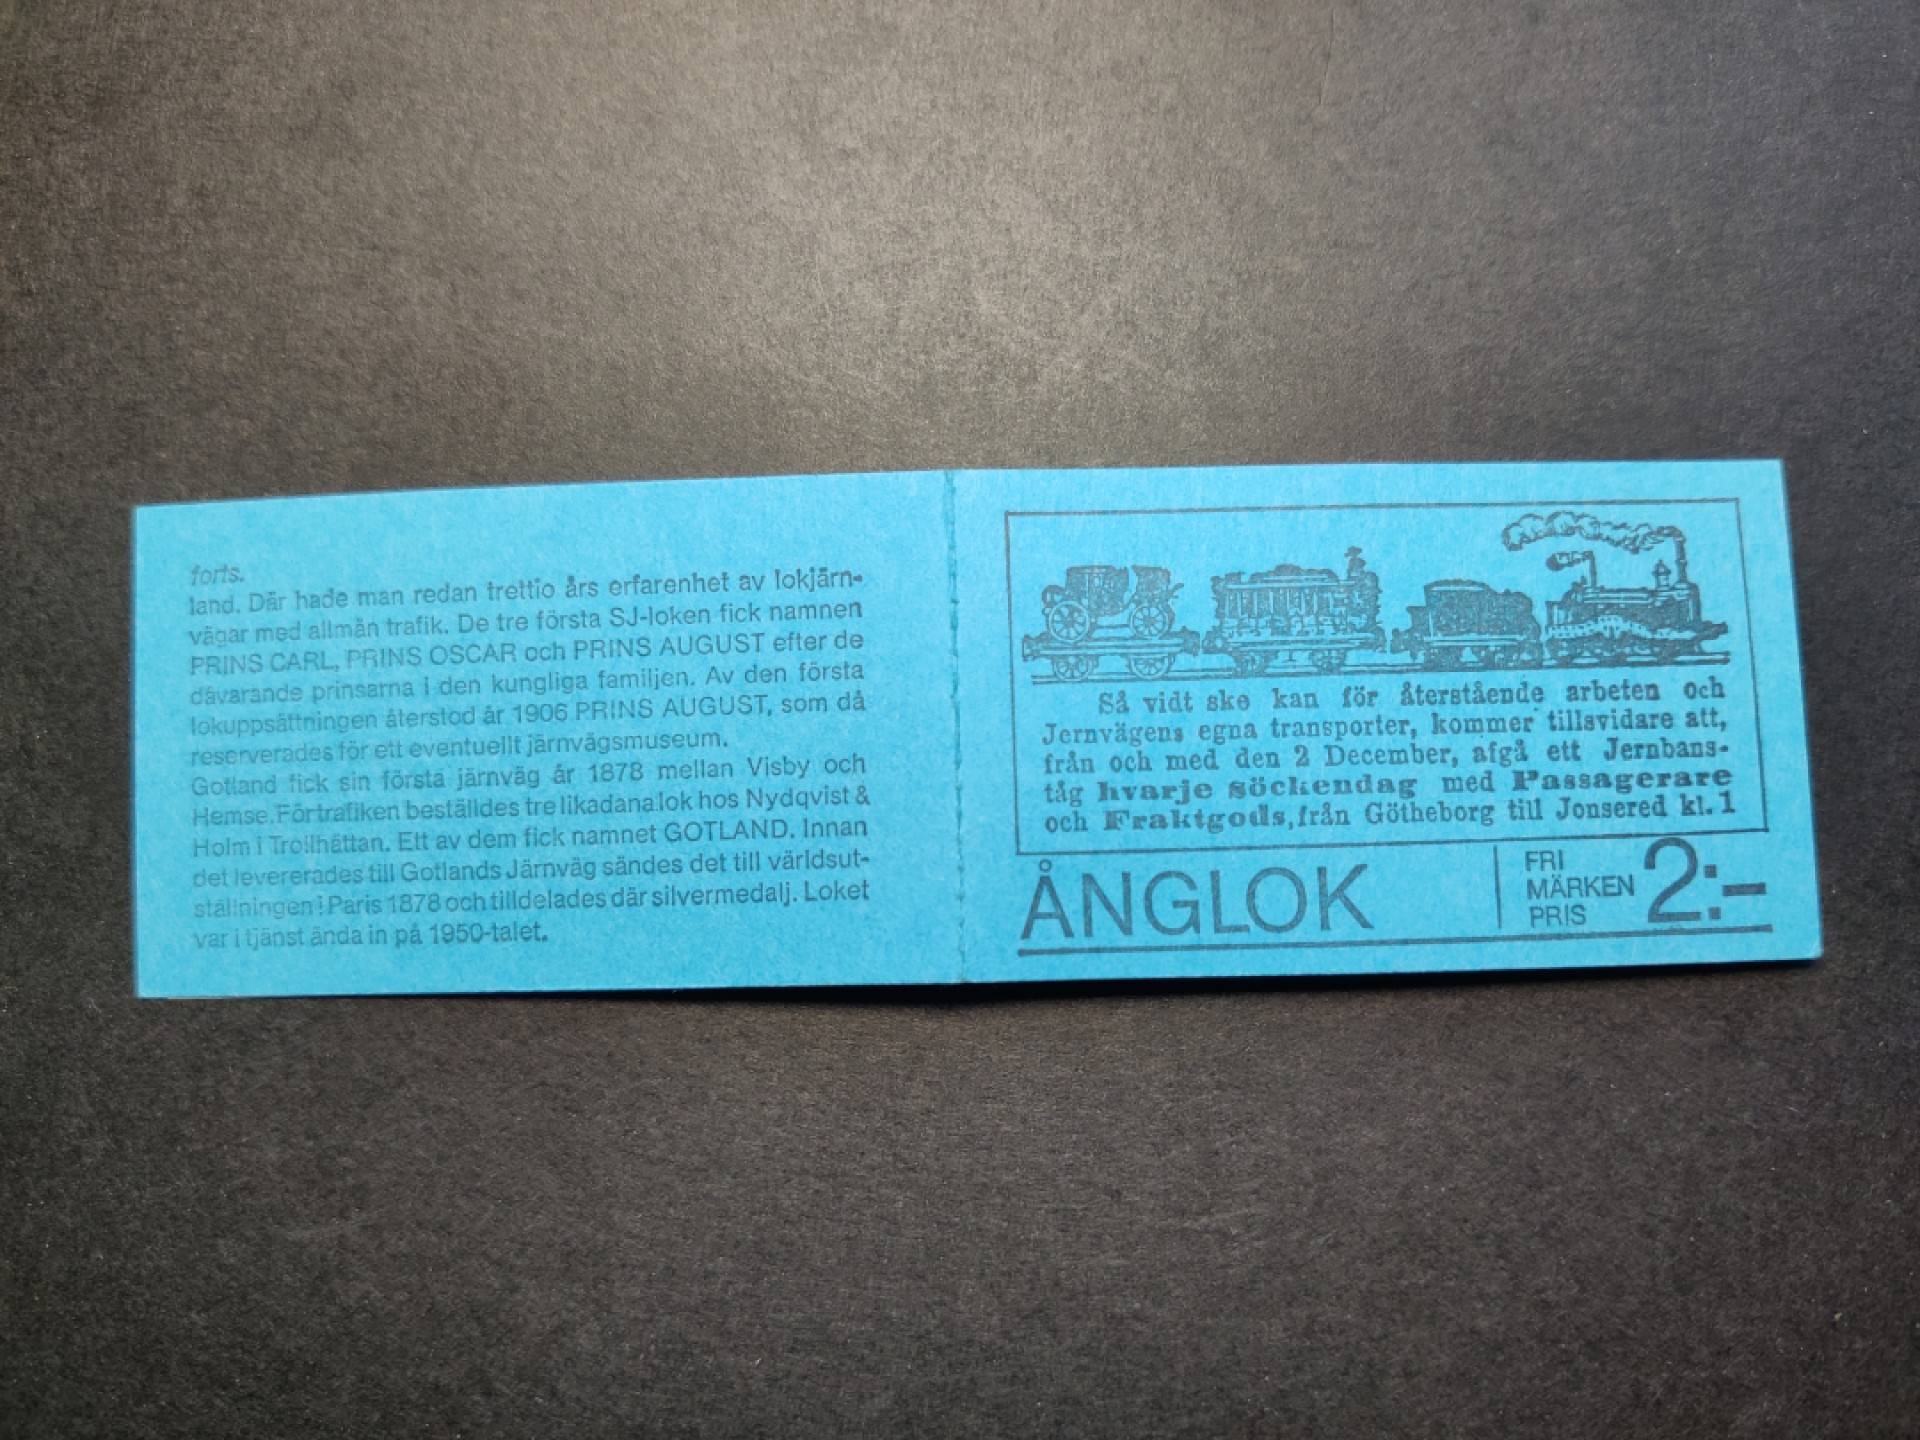 forts.
land. Där hade man redan trettio års erfarenhet av lokjärn-
vägar med allmän trafik. De tre första SJ-loken fick namnen
PRINS CARL, PRINS OSCAR och PRINS AUGUST efter de
dåvarande prinsarna i den kungliga familjen. Av den första
lokuppsättningen återstod år 1906 PRINS AUGUST, som då
reserverades för ett eventuellt järnvägsmuseum.
Gotland fick sin första järnväg år 1878 mellan Visby och
Hemse. För trafiken beställdes tre likadana lok hos Nydqvist &
Holm i Trollhättan. Ett av dem fick namnet GOTLAND. Innan
det levererades till Gotlands Järnväg sändes det till världsut-
ställningen i Paris 1878 och tilldelades där silvermedalj. Loket
var i tjänst ända in på 1950-talet.
Så vidt ske kan för återstående arbeten och
Jernvägens egna transporter, kommer tillsvidare att,
från och med den 2 December, afgå ett Jernbans-
tåg hvarje söckendag med Passagerare
och Fraktgods, från Götheborg till Jonsered kl. 1
ÅNGLOK
FRI
MÄRKEN
PRIS
2:-